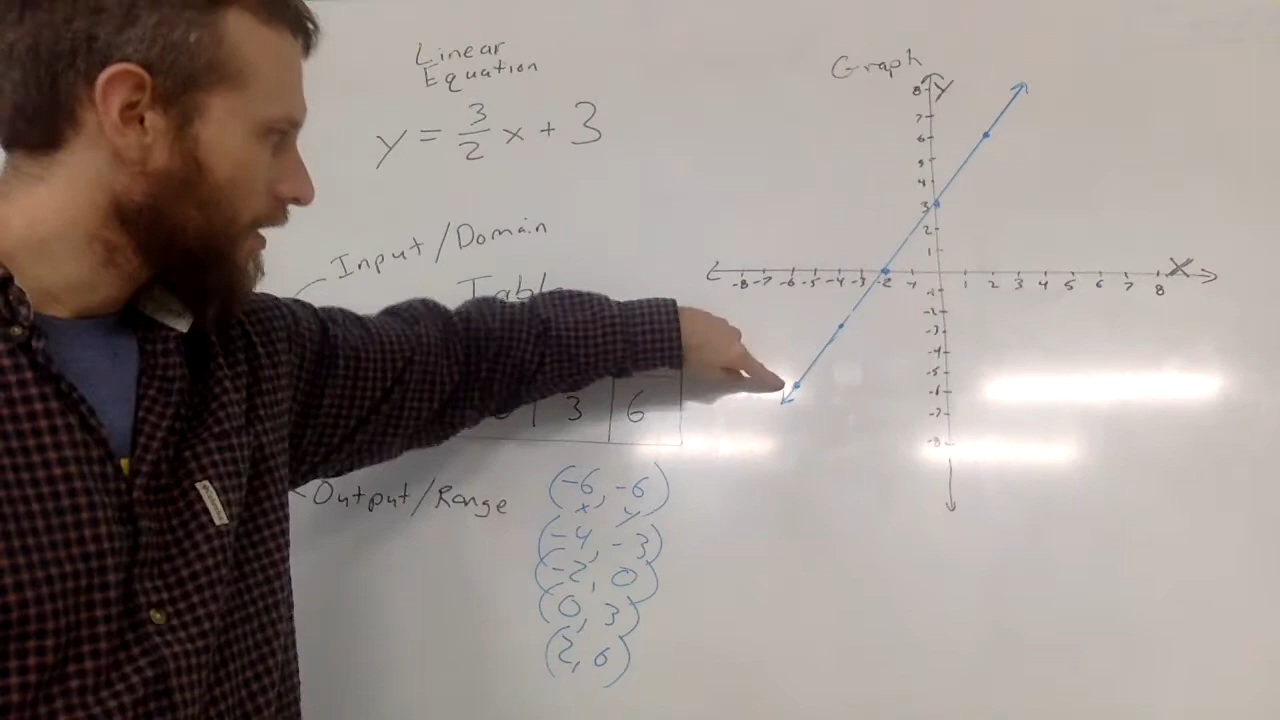 Linear
Equation
y = 3/2 x + 3
Input/Domain
Table
3 6
Output/Range
(-6, -6)
x y
(-4, -3)
(-2, 0)
(0, 3)
(2, 6)
Graph
y
8
7
6
5
4
3
2
1
-8 -7 -6 -5 -4 -3 -2 -1 1 2 3 4 5 6 7 8 X
-1
-2
-3
-4
-5
-6
-7
-8